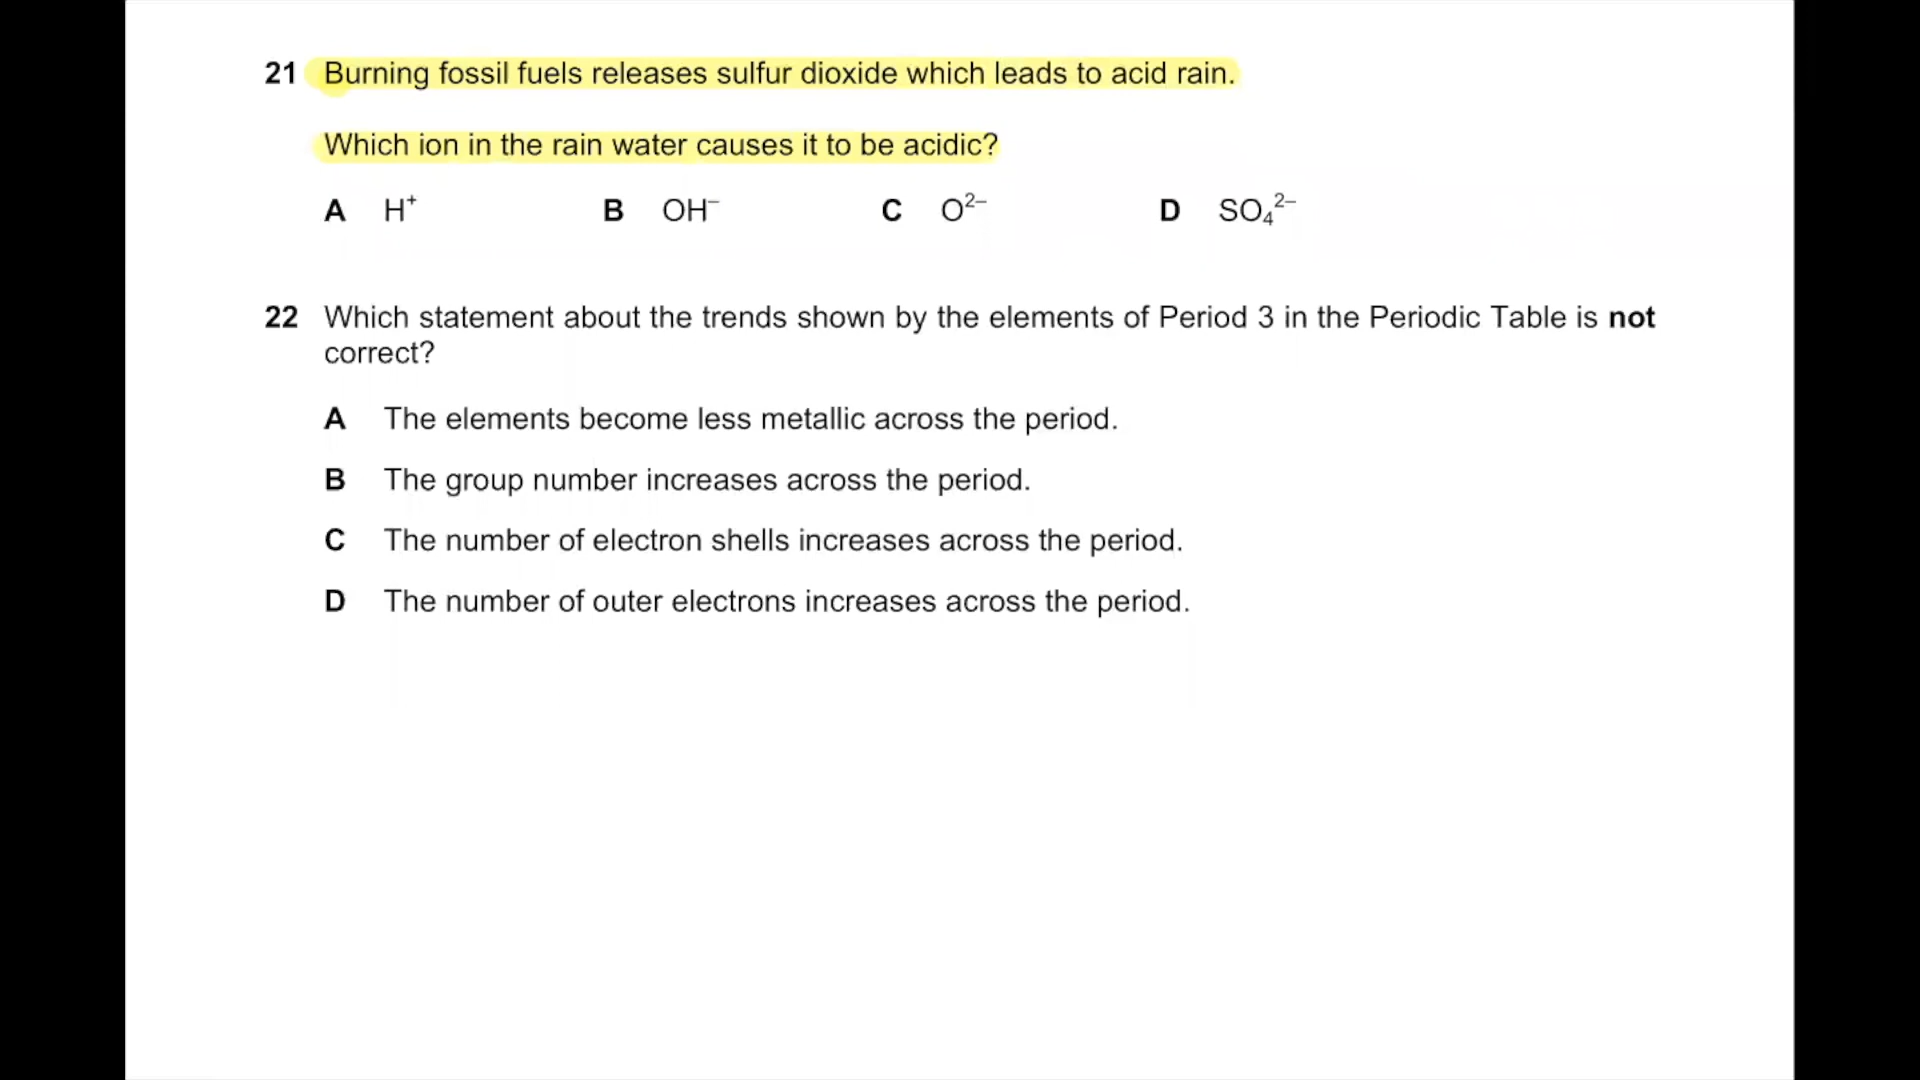 21 Burning fossil fuels releases sulfur dioxide which leads to acid rain.
Which ion in the rain water causes it to be acidic?
A H⁺ B OH⁻ C O²⁻ D SO₄²⁻
22 Which statement about the trends shown by the elements of Period 3 in the Periodic Table is not
correct?
A The elements become less metallic across the period.
B The group number increases across the period.
C The number of electron shells increases across the period.
D The number of outer electrons increases across the period.